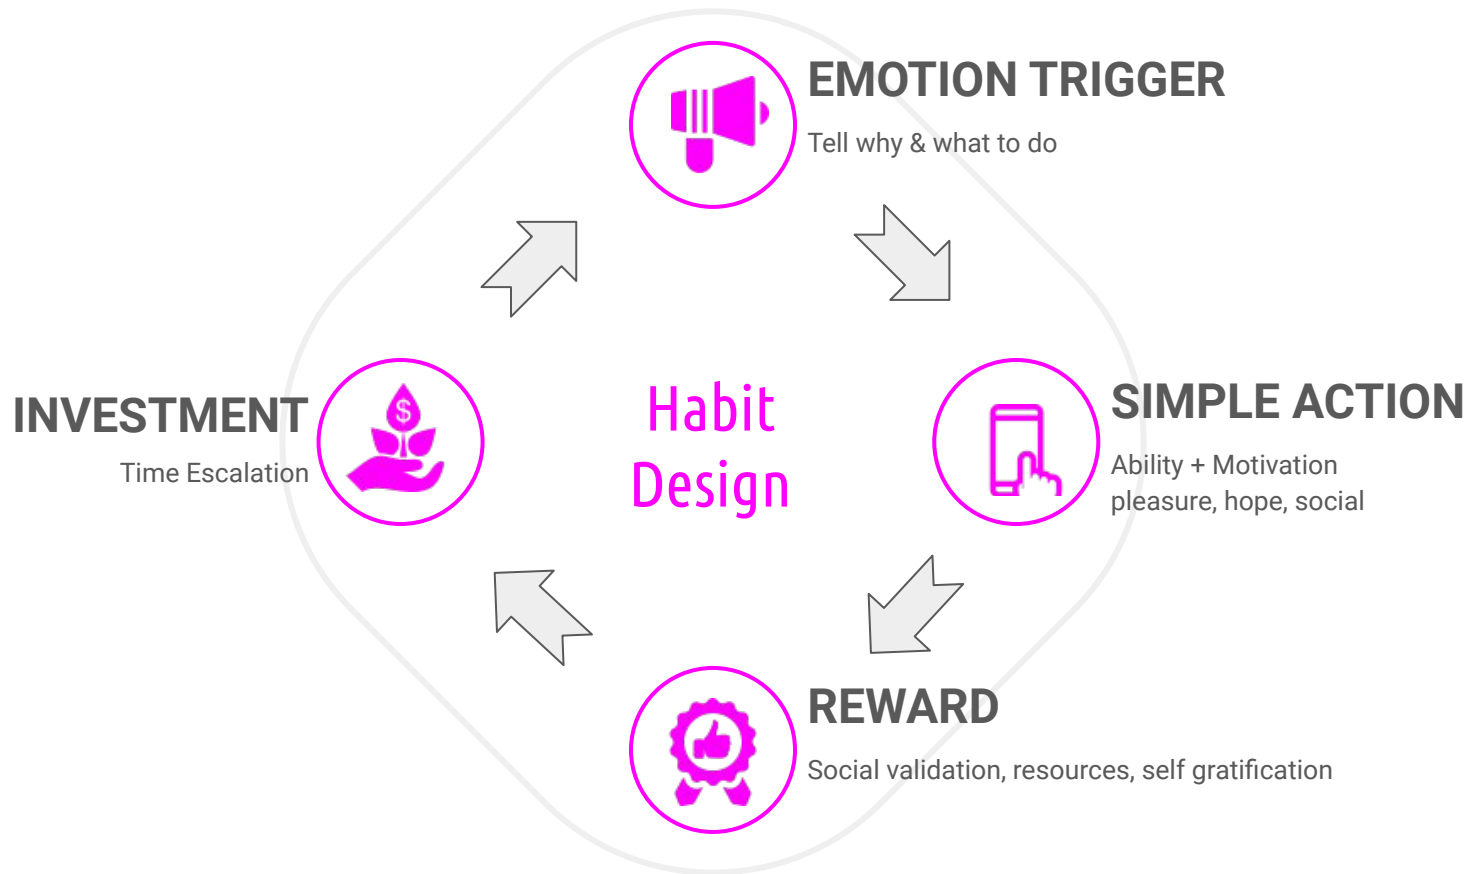 EMOTION TRIGGER
Tell why & what to do
SIMPLE ACTION
Ability + Motivation
pleasure, hope, social
REWARD
Social validation, resources, self gratification
INVESTMENT
Time Escalation
$
Habit
Design